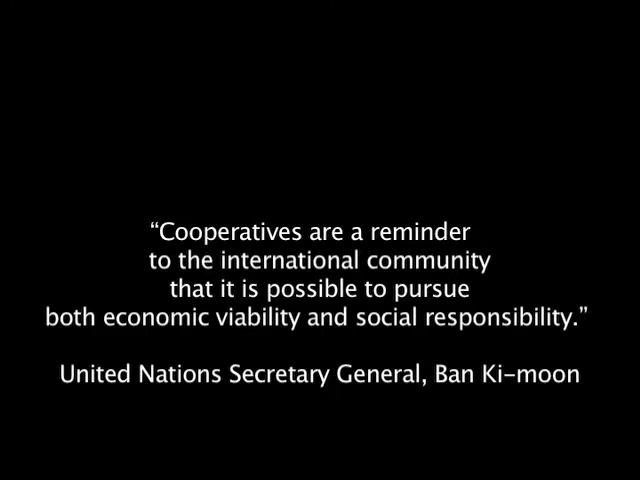 “Cooperatives are a reminder
to the international community
that it is possible to pursue
both economic viability and social responsibility.”
United Nations Secretary General, Ban Ki-moon